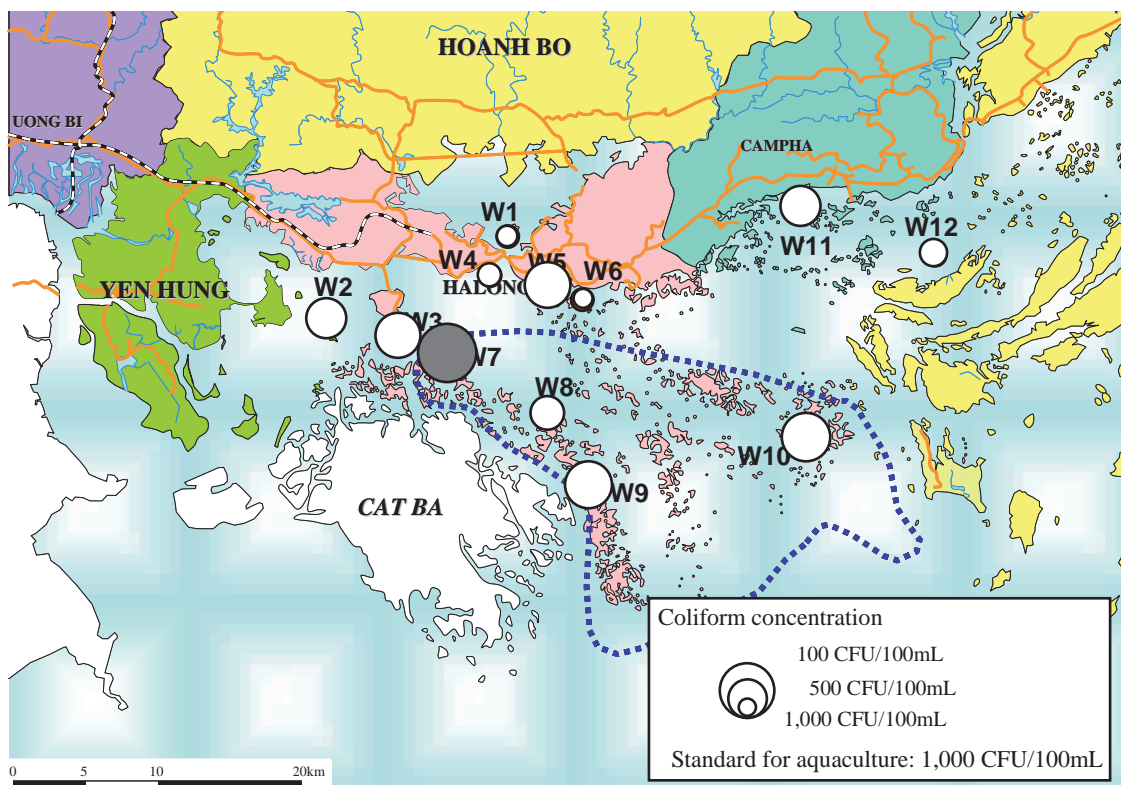 HOANH BO
UONG BI
CAMPHA
W1
W12
W11
W4
W5
W6
HALONG
YEN HUNG
W2
W3
W7
W8
W10
W9
CAT BA
Coliform concentration
100 CFU/100mL
500 CFU/100mL
1,000 CFU/100mL
Standard for aquaculture: 1,000 CFU/100mL
0 5 10 20km